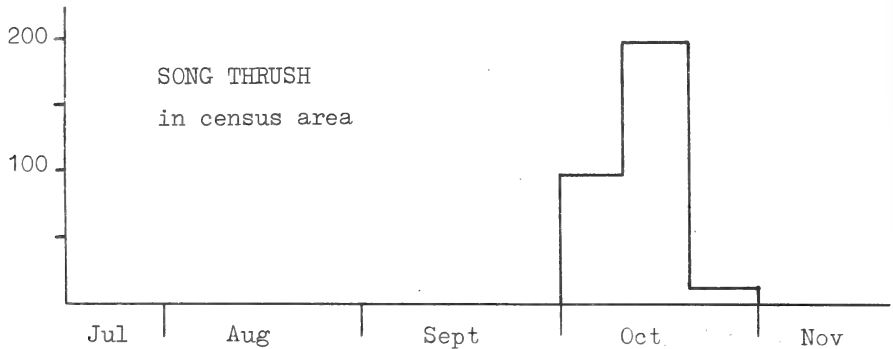 200
SONG THRUSH
in census area
100
Jul Aug Sept Oct Nov